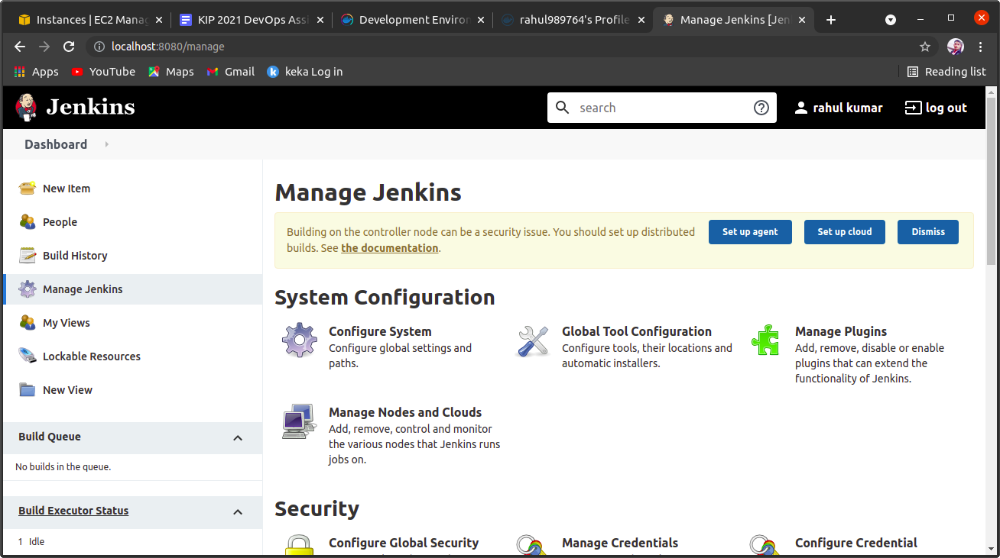 Instances | EC2 Manag
KIP 2021 DevOps Assi
Development Environ
rahul989764's Profile
Manage Jenkins [Jen
localhost:8080/manage
Apps
YouTube
Maps
Gmail
keka Log in
Reading list
Jenkins
search
rahul kumar
log out
Dashboard
New Item
People
Build History
Manage Jenkins
My Views
Lockable Resources
New View
Build Queue
No builds in the queue.
Build Executor Status
1 Idle
Manage Jenkins
Building on the controller node can be a security issue. You should set up distributed
builds. See the documentation.
Set up agent
Set up cloud
Dismiss
System Configuration
Configure System
Configure global settings and
paths.
Global Tool Configuration
Configure tools, their locations and
automatic installers.
Manage Plugins
Add, remove, disable or enable
plugins that can extend the
functionality of Jenkins.
Manage Nodes and Clouds
Add, remove, control and monitor
the various nodes that Jenkins runs
jobs on.
Security
Configure Global Security
Manage Credentials
Configure Credential